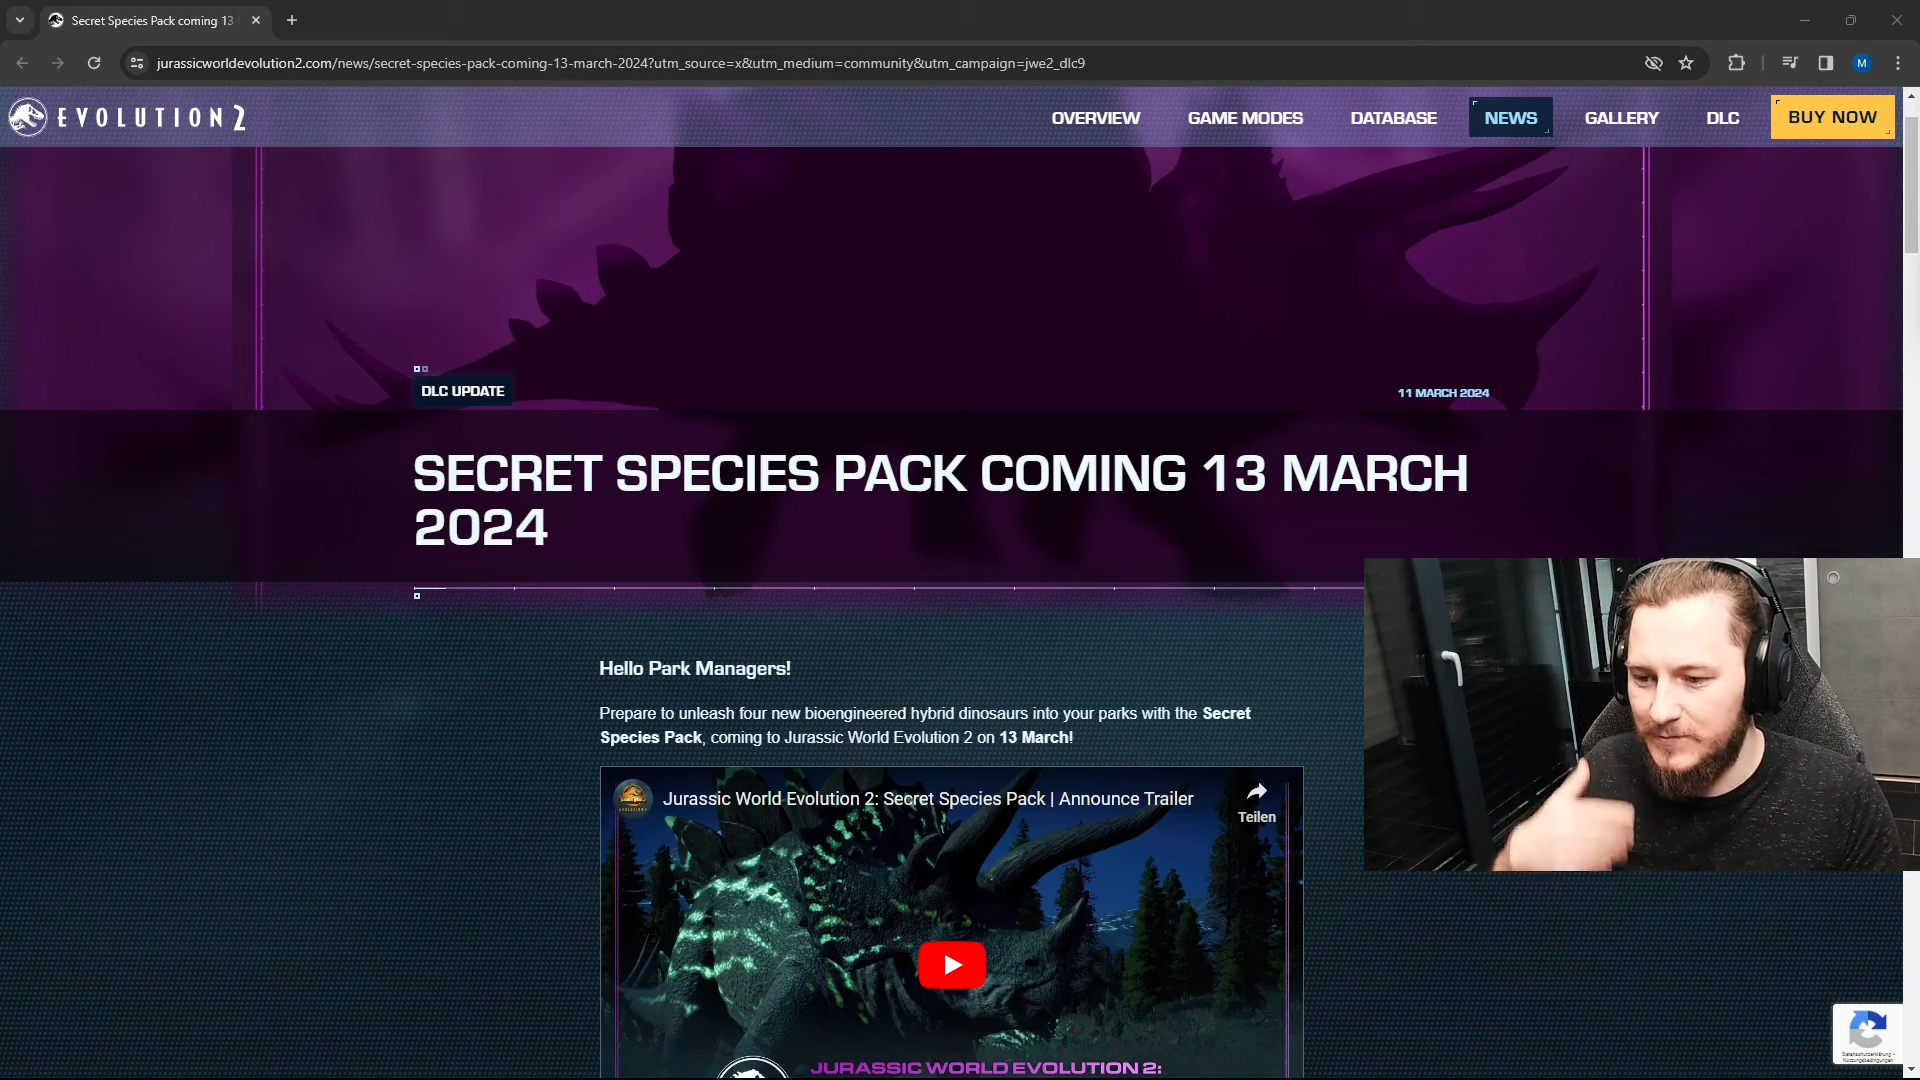 Secret Species Pack coming 13
jurassicworldevolution2.com/news/secret-species-pack-coming-13-march-2024?utm_source=x&utm_medium=community&utm_campaign=jwe2_dlc9
M
EVOLUTION 2
OVERVIEW
GAME MODES
DATABASE
NEWS
GALLERY
DLC
BUY NOW
DLC UPDATE
11 MARCH 2024
SECRET SPECIES PACK COMING 13 MARCH
2024
Hello Park Managers!
Prepare to unleash four new bioengineered hybrid dinosaurs into your parks with the Secret
Species Pack, coming to Jurassic World Evolution 2 on 13 March!
Jurassic World Evolution 2: Secret Species Pack | Announce Trailer
Teilen
JURASSIC WORLD EVOLUTION 2:
Datenschutzerklärung -
Nutzungsbedingungen